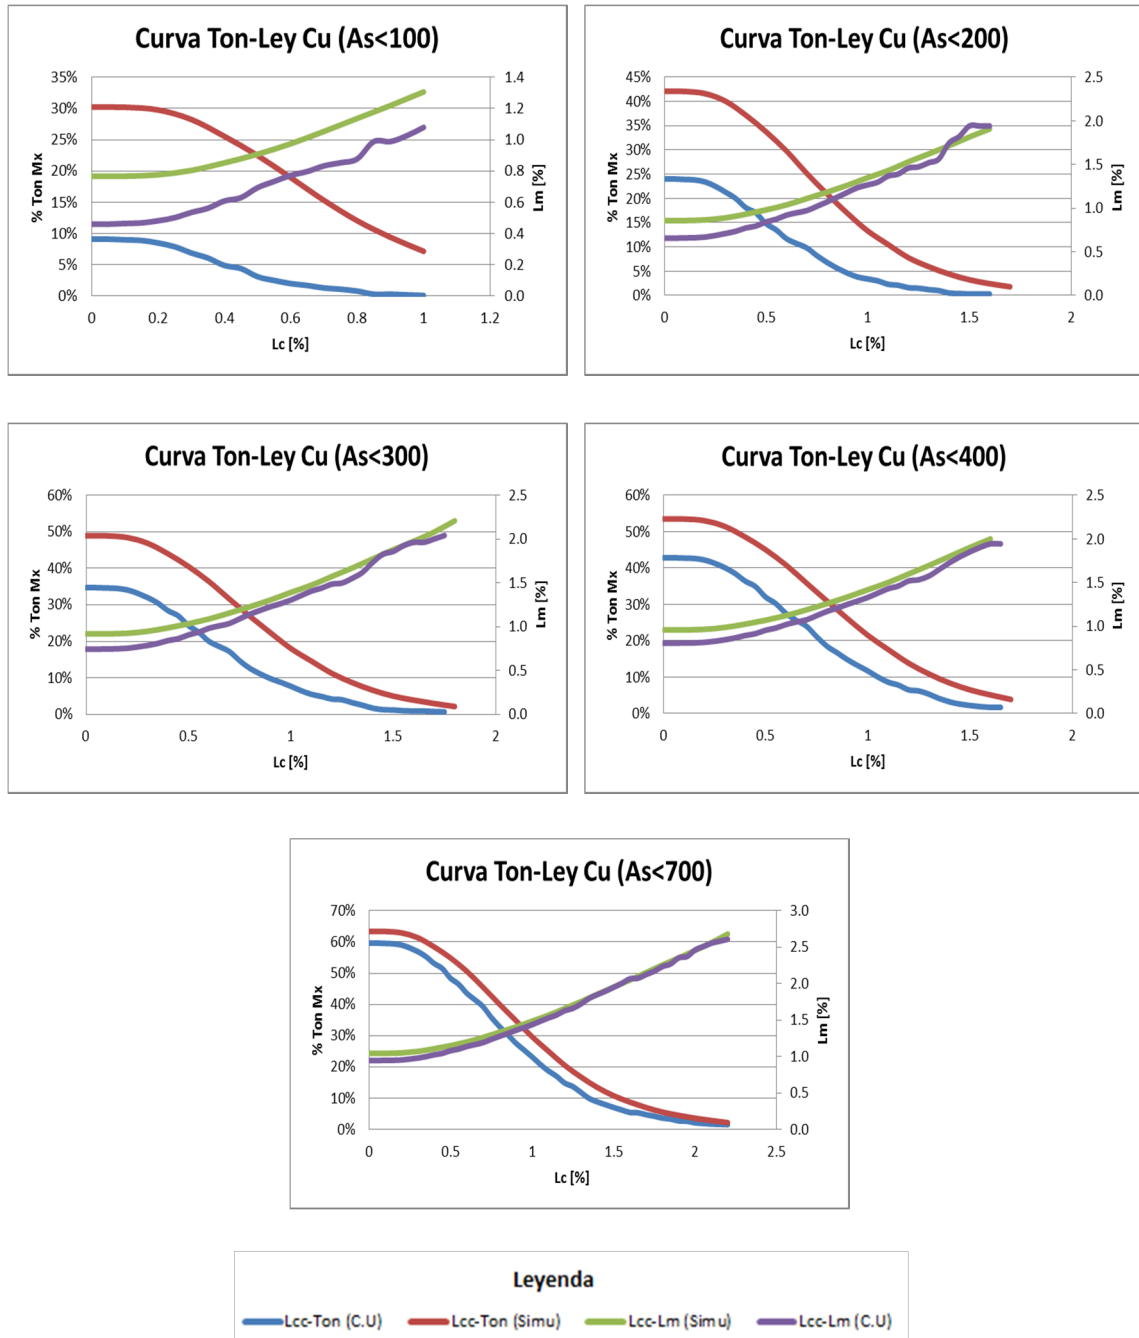 Curva Ton-Ley Cu (As<100)
% Ton Mx
35%
30%
25%
20%
15%
10%
5%
0%
1.4
1.2
1.0
0.8
0.6
0.4
0.2
0.0
Lm [%]
0 0.2 0.4 0.6 0.8 1 1.2
Lc [%]
Curva Ton-Ley Cu (As<200)
% Ton Mx
45%
40%
35%
30%
25%
20%
15%
10%
5%
0%
2.5
2.0
1.5
1.0
0.5
0.0
Lm [%]
0 0.5 1 1.5 2
Lc [%]
Curva Ton-Ley Cu (As<300)
% Ton Mx
60%
50%
40%
30%
20%
10%
0%
2.5
2.0
1.5
1.0
0.5
0.0
Lm [%]
0 0.5 1 1.5 2
Lc [%]
Curva Ton-Ley Cu (As<400)
% Ton Mx
60%
50%
40%
30%
20%
10%
0%
2.5
2.0
1.5
1.0
0.5
0.0
Lm [%]
0 0.5 1 1.5 2
Lc [%]
Curva Ton-Ley Cu (As<700)
% Ton Mx
70%
60%
50%
40%
30%
20%
10%
0%
3.0
2.5
2.0
1.5
1.0
0.5
0.0
Lm [%]
0 0.5 1 1.5 2 2.5
Lc [%]
Leyenda
Lcc-Ton (C.U) Lcc-Ton (Simu) Lcc-Lm (Simu) Lcc-Lm (C.U)